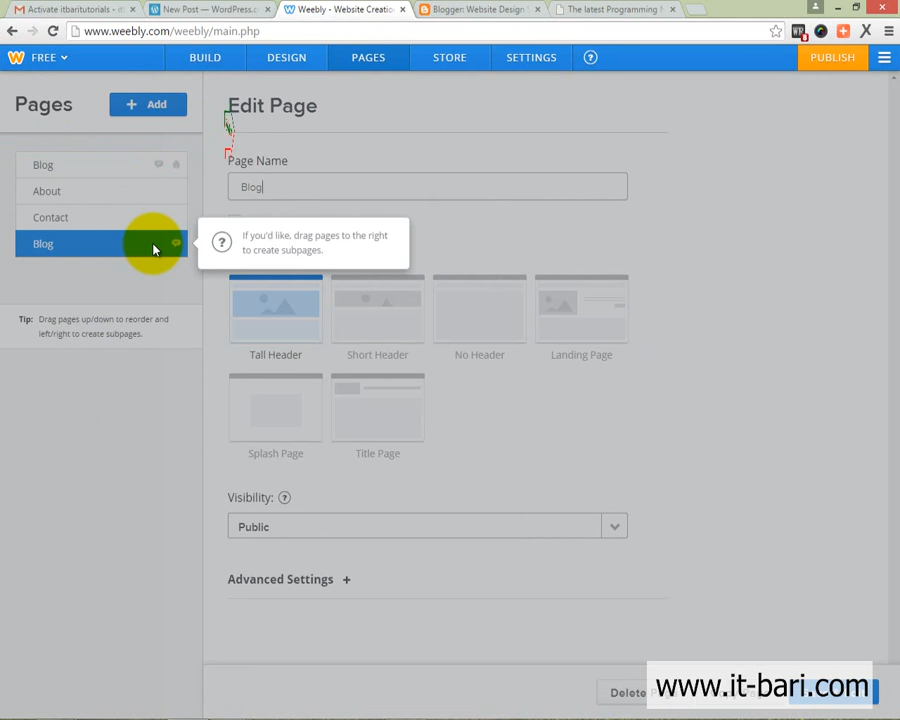 Activate itbaritutorials - it
New Post — WordPress.co
Weebly - Website Creatio
Blogger: Website Design
The latest Programming
www.weebly.com/weebly/main.php
FREE
BUILD
DESIGN
PAGES
STORE
SETTINGS
PUBLISH
Pages
+ Add
Edit Page
Page Name
Blog
Blog
About
Contact
Blog
If you'd like, drag pages to the right
to create subpages.
Tip: Drag pages up/down to reorder and
left/right to create subpages.
Tall Header
Short Header
No Header
Landing Page
Splash Page
Title Page
Visibility:
Public
Advanced Settings +
Delete
www.it-bari.com